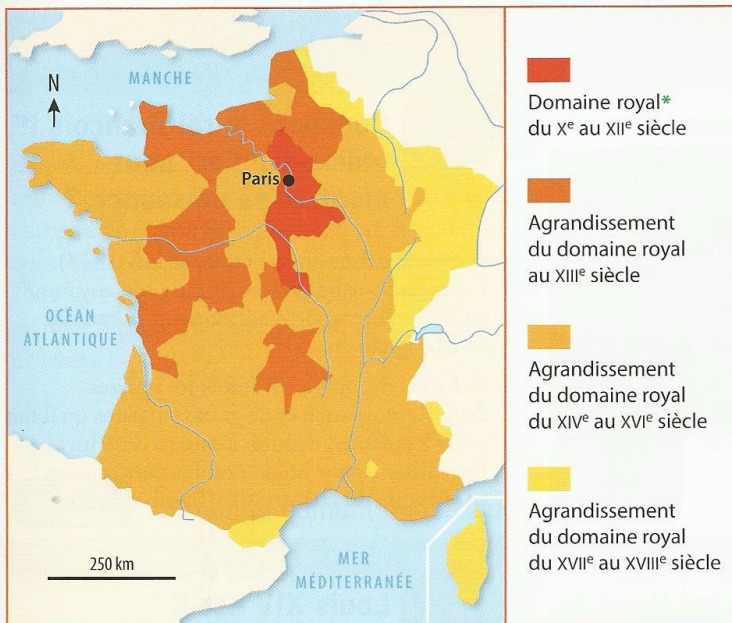 MANCHE
N
Paris
OCÉAN
ATLANTIQUE
250 km
MER
MÉDITERRANÉE
Domaine royal*
du Xe au XIIe siècle
Agrandissement
du domaine royal
au XIIIe siècle
Agrandissement
du domaine royal
du XIVe au XVIe siècle
Agrandissement
du domaine royal
du XVIIe au XVIIIe siècle